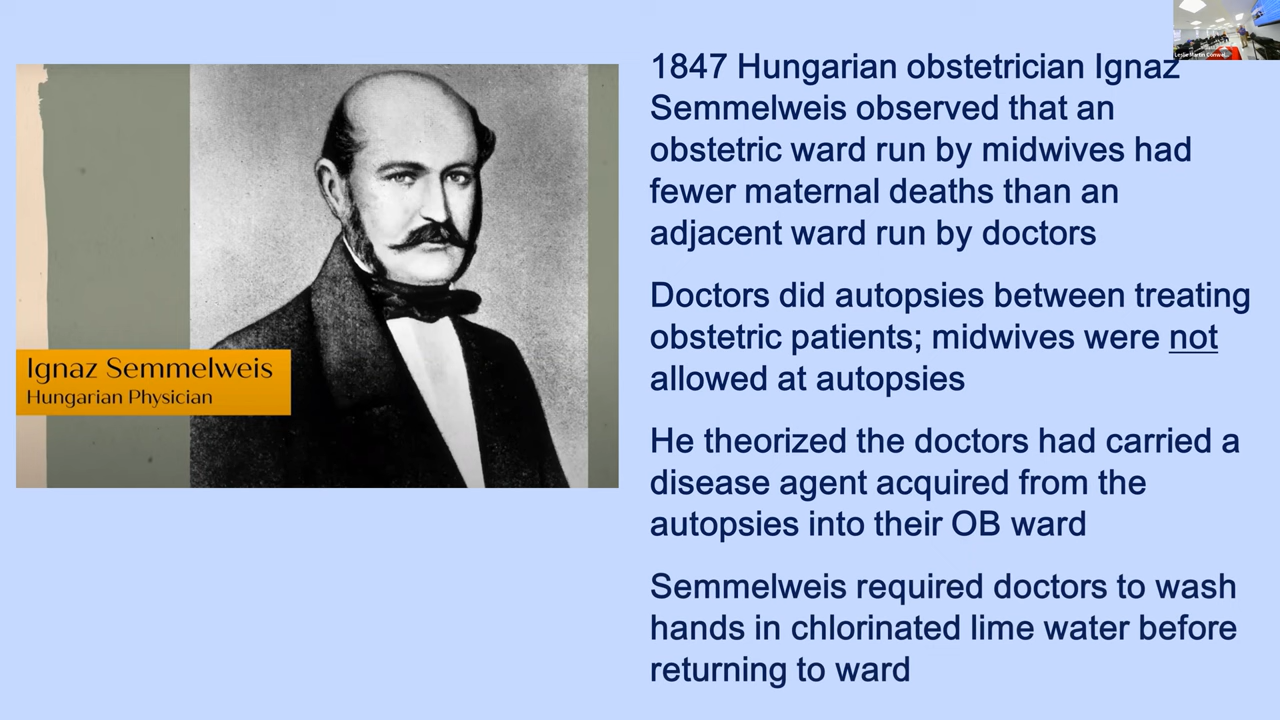 Ignaz Semmelweis
Hungarian Physician
1847 Hungarian obstetrician Ignaz
Semmelweis observed that an
obstetric ward run by midwives had
fewer maternal deaths than an
adjacent ward run by doctors
Doctors did autopsies between treating
obstetric patients; midwives were not
allowed at autopsies
He theorized the doctors had carried a
disease agent acquired from the
autopsies into their OB ward
Semmelweis required doctors to wash
hands in chlorinated lime water before
returning to ward
Leslie Martin